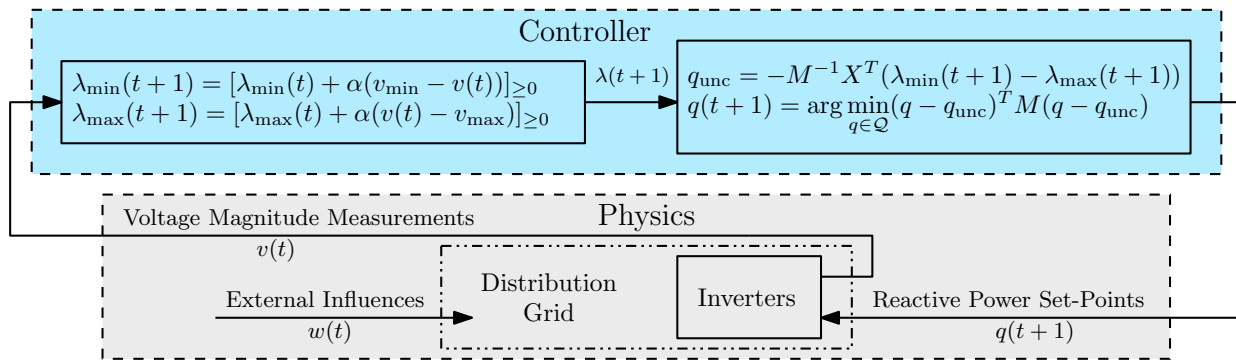 Controller
λ_min(t + 1) = [λ_min(t) + α(v_min − v(t))]_≥0
λ_max(t + 1) = [λ_max(t) + α(v(t) − v_max)]_≥0
λ(t + 1)
q_unc = −M^−1 X^T(λ_min(t + 1) − λ_max(t + 1))
q(t + 1) = arg min_{q∈𝒬} (q − q_unc)^T M(q − q_unc)
Physics
Voltage Magnitude Measurements
v(t)
External Influences
w(t)
Distribution
Grid
Inverters
Reactive Power Set-Points
q(t + 1)